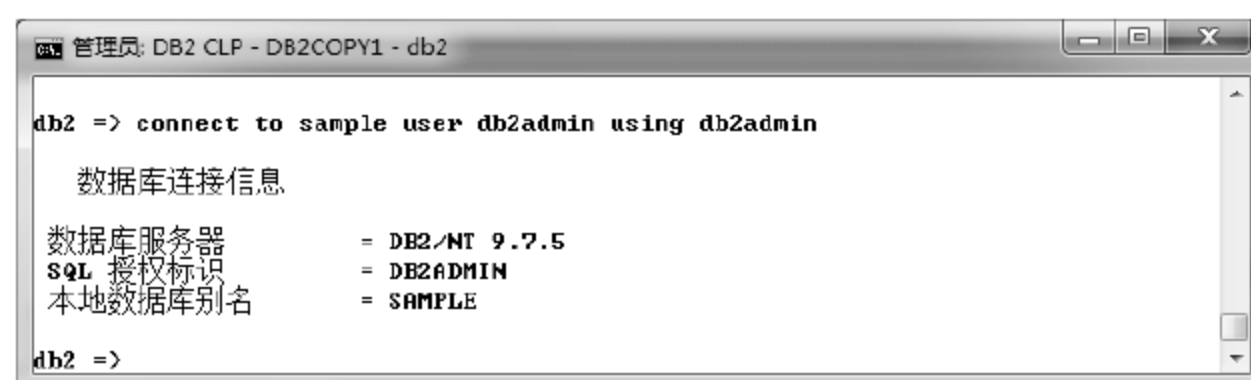 管理员: DB2 CLP - DB2COPY1 - db2
db2 => connect to sample user db2admin using db2admin
数据库连接信息
数据库服务器 = DB2/NT 9.7.5
SQL 授权标识 = DB2ADMIN
本地数据库别名 = SAMPLE
db2 =>